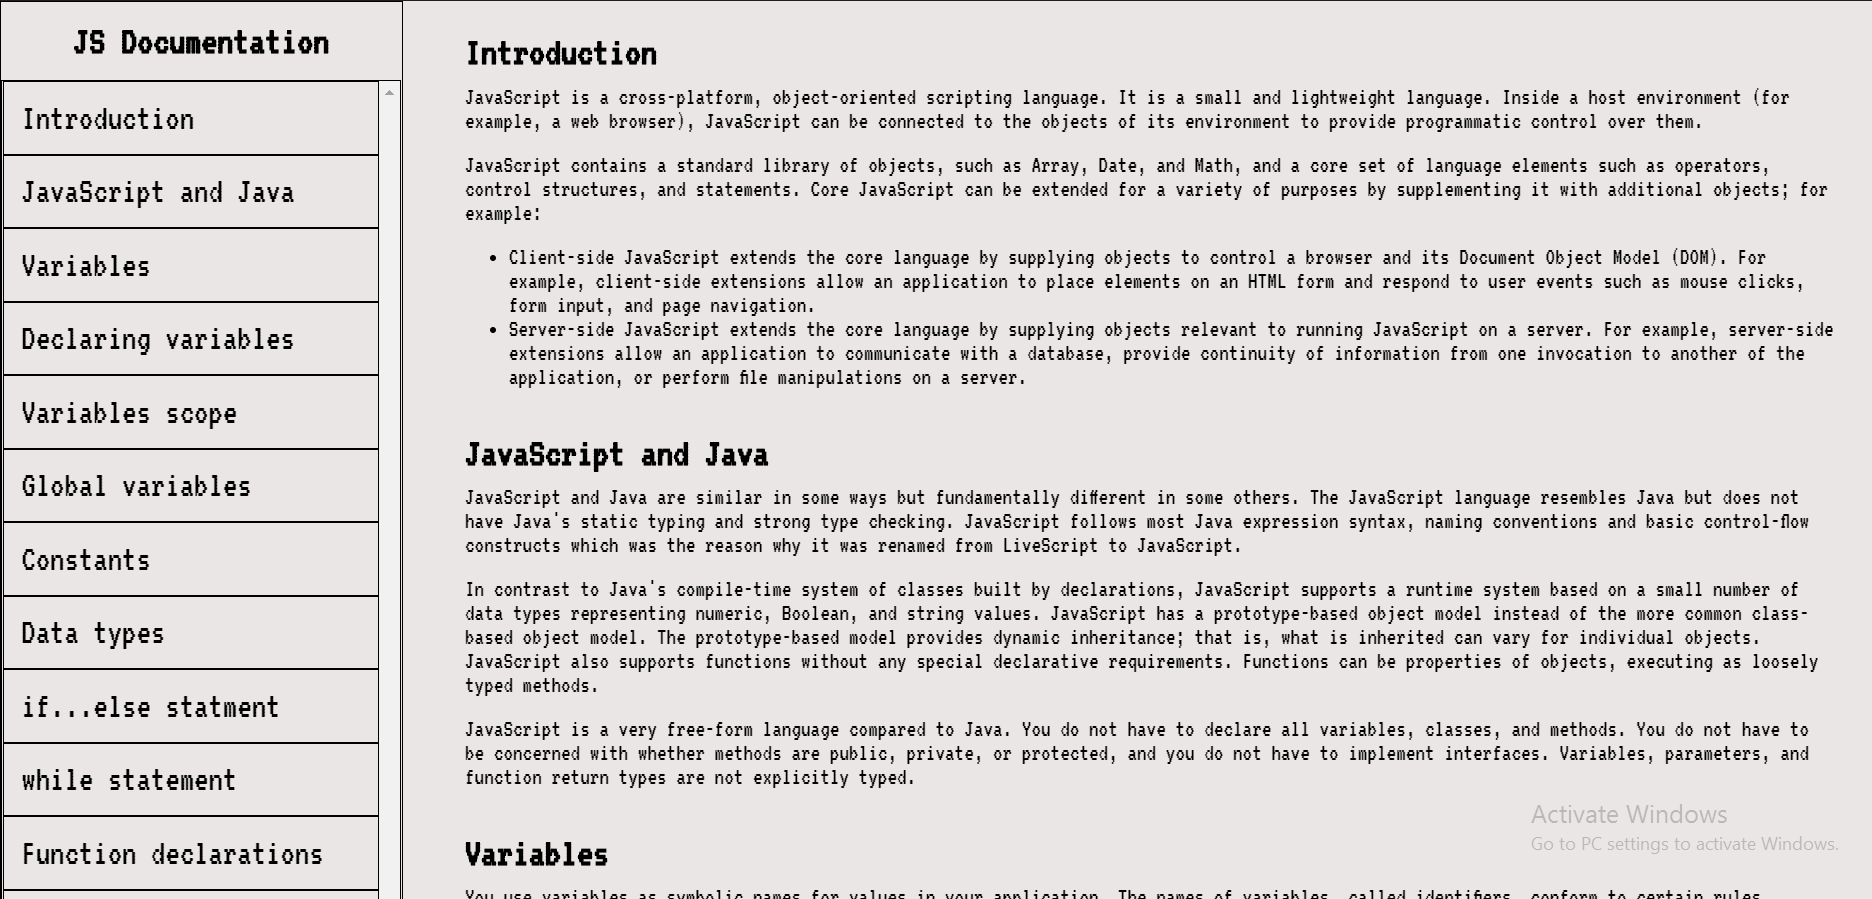 JS Documentation
Introduction
JavaScript and Java
Variables
Declaring variables
Variables scope
Global variables
Constants
Data types
if...else statment
while statement
Function declarations
Introduction
JavaScript is a cross-platform, object-oriented scripting language. It is a small and lightweight language. Inside a host environment (for
example, a web browser), JavaScript can be connected to the objects of its environment to provide programmatic control over them.
JavaScript contains a standard library of objects, such as Array, Date, and Math, and a core set of language elements such as operators,
control structures, and statements. Core JavaScript can be extended for a variety of purposes by supplementing it with additional objects; for
example:
• Client-side JavaScript extends the core language by supplying objects to control a browser and its Document Object Model (DOM). For
example, client-side extensions allow an application to place elements on an HTML form and respond to user events such as mouse clicks,
form input, and page navigation.
• Server-side JavaScript extends the core language by supplying objects relevant to running JavaScript on a server. For example, server-side
extensions allow an application to communicate with a database, provide continuity of information from one invocation to another of the
application, or perform file manipulations on a server.
JavaScript and Java
JavaScript and Java are similar in some ways but fundamentally different in some others. The JavaScript language resembles Java but does not
have Java's static typing and strong type checking. JavaScript follows most Java expression syntax, naming conventions and basic control-flow
constructs which was the reason why it was renamed from LiveScript to JavaScript.
In contrast to Java's compile-time system of classes built by declarations, JavaScript supports a runtime system based on a small number of
data types representing numeric, Boolean, and string values. JavaScript has a prototype-based object model instead of the more common class-
based object model. The prototype-based model provides dynamic inheritance; that is, what is inherited can vary for individual objects.
JavaScript also supports functions without any special declarative requirements. Functions can be properties of objects, executing as loosely
typed methods.
JavaScript is a very free-form language compared to Java. You do not have to declare all variables, classes, and methods. You do not have to
be concerned with whether methods are public, private, or protected, and you do not have to implement interfaces. Variables, parameters, and
function return types are not explicitly typed.
Variables
You use variables as symbolic names for values in your application. The names of variables, called identifiers, conform to certain rules.
Activate Windows
Go to PC settings to activate Windows.